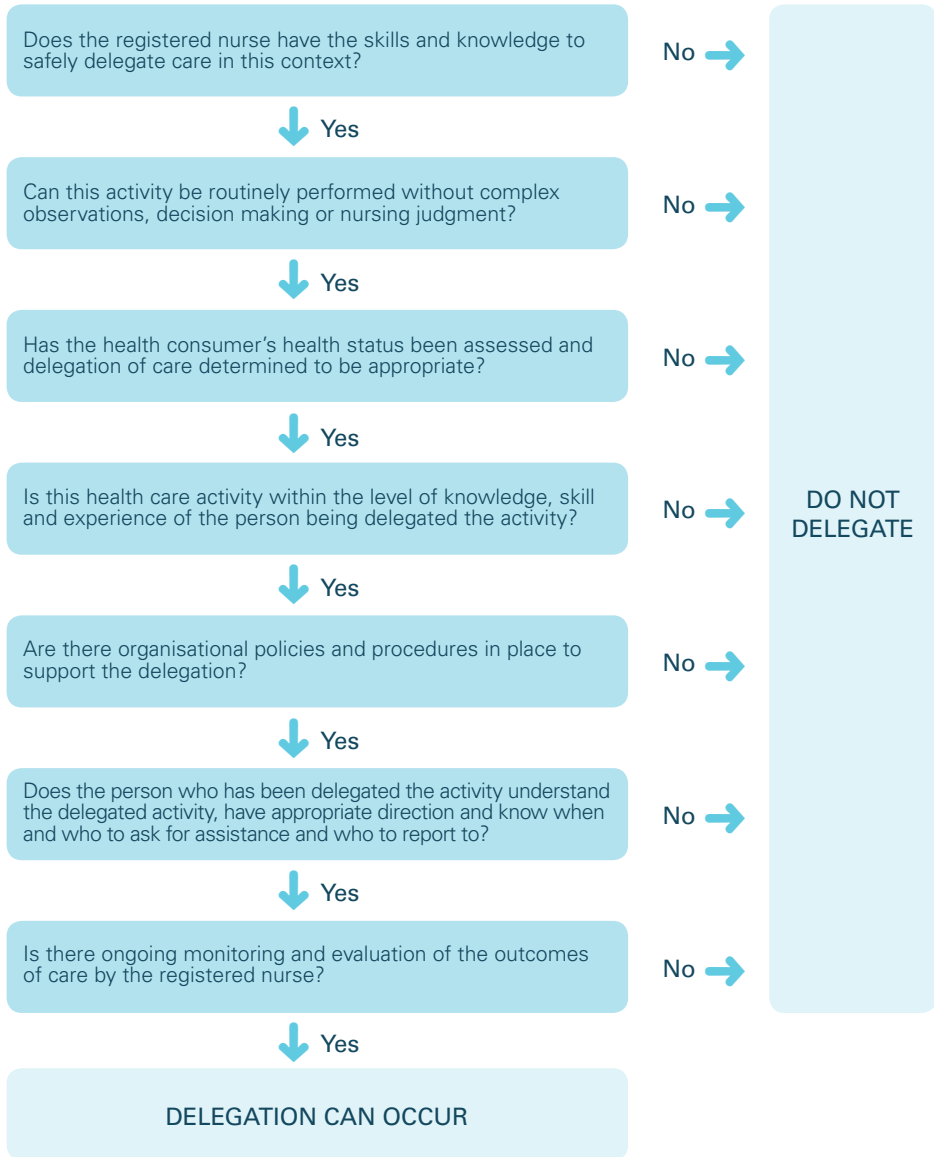 Does the registered nurse have the skills and knowledge to
safely delegate care in this context?
No
Yes
Can this activity be routinely performed without complex
observations, decision making or nursing judgment?
No
Yes
Has the health consumer’s health status been assessed and
delegation of care determined to be appropriate?
No
Yes
Is this health care activity within the level of knowledge, skill
and experience of the person being delegated the activity?
No
DO NOT
DELEGATE
Yes
Are there organisational policies and procedures in place to
support the delegation?
No
Yes
Does the person who has been delegated the activity understand
the delegated activity, have appropriate direction and know when
and who to ask for assistance and who to report to?
No
Yes
Is there ongoing monitoring and evaluation of the outcomes
of care by the registered nurse?
No
Yes
DELEGATION CAN OCCUR